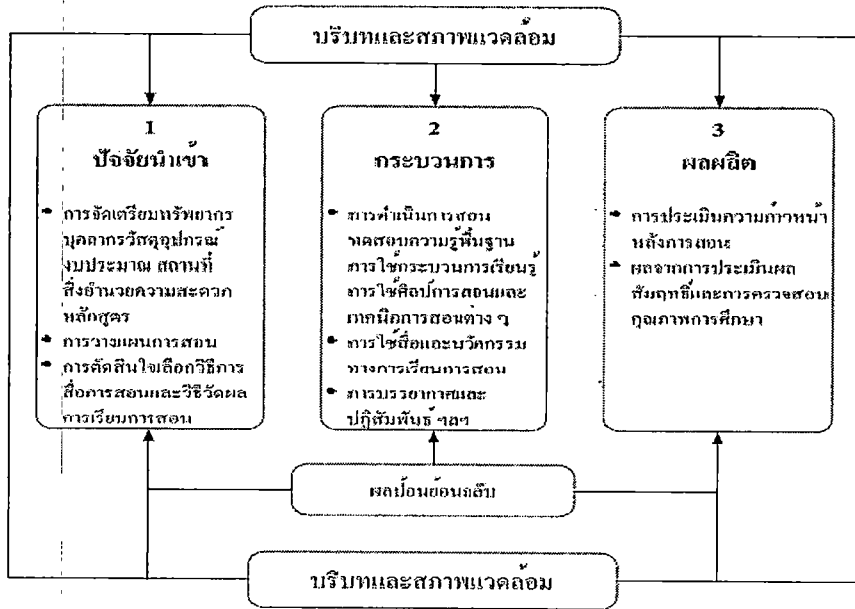 บริบทและสภาพแวดล้อม
1
ปัจจัยนำเข้า
การจัดเตรียมทรัพยากร
บุคลากรวัสดุอุปกรณ์
งบประมาณ สถานที่
สิ่งอำนวยความสะดวก
หลักสูตร
การวางแผนการสอน
การตัดสินใจเลือกวิธีการ
สื่อการสอนและวิธีวัดผล
การเรียนการสอน
2
กระบวนการ
การดำเนินการสอน
ทดสอบความรู้พื้นฐาน
การใช้กระบวนการเรียนรู้
การใช้ศิลปการสอนและ
เทคนิคการสอนต่าง ๆ
การใช้สื่อและนวัตกรรม
ทางการเรียนการสอน
การบรรยากาศและ
ปฏิสัมพันธ์ ฯลฯ
3
ผลผลิต
การประเมินความก้าวหน้า
หลังการสอน
ผลจากการประเมินผล
สัมฤทธิ์และการตรวจสอบ
คุณภาพการศึกษา
ผลป้อนย้อนกลับ
บริบทและสภาพแวดล้อม